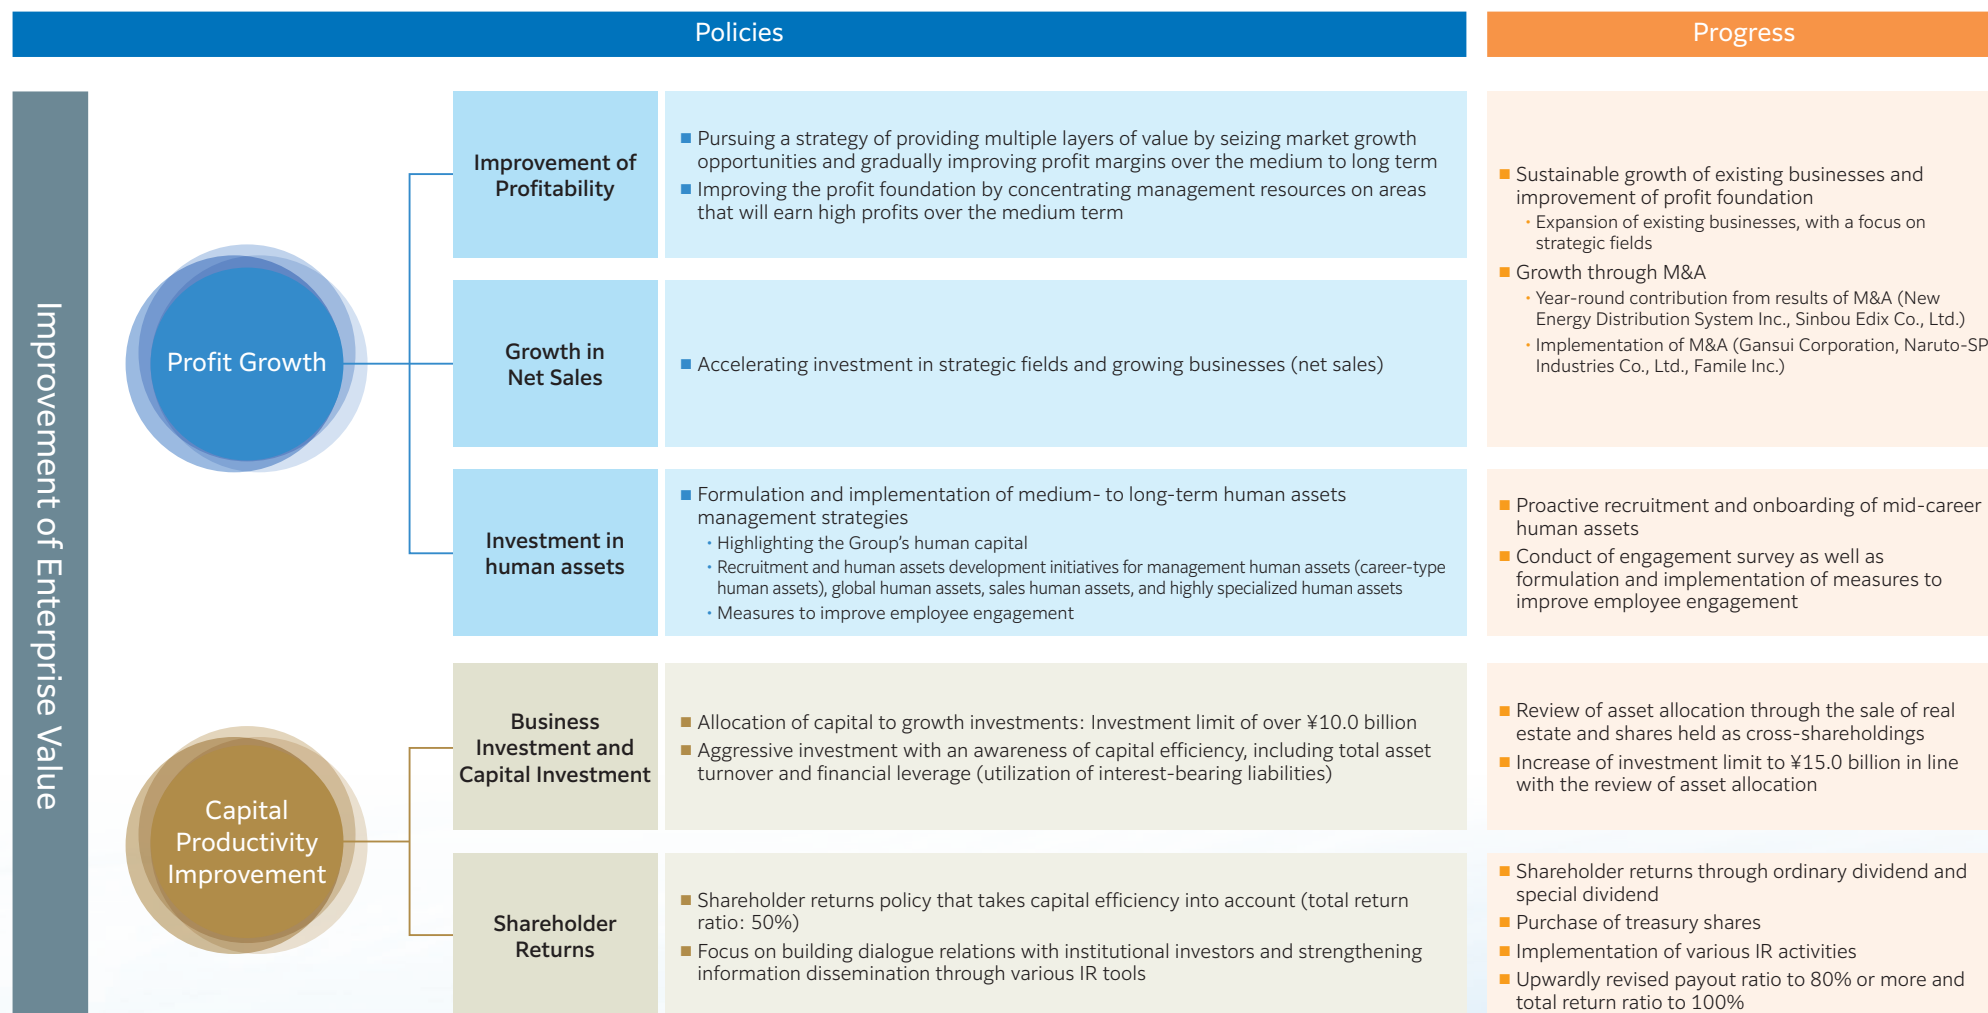 Policies
Progress
Improvement of Enterprise Value
Profit Growth
Improvement of
Profitability
■ Pursuing a strategy of providing multiple layers of value by seizing market growth
opportunities and gradually improving profit margins over the medium to long term
■ Improving the profit foundation by concentrating management resources on areas
that will earn high profits over the medium term
Growth in
Net Sales
■ Accelerating investment in strategic fields and growing businesses (net sales)
■ Sustainable growth of existing businesses and
improvement of profit foundation
・Expansion of existing businesses, with a focus on
strategic fields
■ Growth through M&A
・Year-round contribution from results of M&A (New
Energy Distribution System Inc., Sinbou Edix Co., Ltd.)
・Implementation of M&A (Gansui Corporation, Naruto-SP
Industries Co., Ltd., Famile Inc.)
Investment in
human assets
■ Formulation and implementation of medium- to long-term human assets
management strategies
・Highlighting the Group’s human capital
・Recruitment and human assets development initiatives for management human assets (career-type
human assets), global human assets, sales human assets, and highly specialized human assets
・Measures to improve employee engagement
■ Proactive recruitment and onboarding of mid-career
human assets
■ Conduct of engagement survey as well as
formulation and implementation of measures to
improve employee engagement
Capital
Productivity
Improvement
Business
Investment and
Capital Investment
■ Allocation of capital to growth investments: Investment limit of over ¥10.0 billion
■ Aggressive investment with an awareness of capital efficiency, including total asset
turnover and financial leverage (utilization of interest-bearing liabilities)
■ Review of asset allocation through the sale of real
estate and shares held as cross-shareholdings
■ Increase of investment limit to ¥15.0 billion in line
with the review of asset allocation
Shareholder
Returns
■ Shareholder returns policy that takes capital efficiency into account (total return
ratio: 50%)
■ Focus on building dialogue relations with institutional investors and strengthening
information dissemination through various IR tools
■ Shareholder returns through ordinary dividend and
special dividend
■ Purchase of treasury shares
■ Implementation of various IR activities
■ Upwardly revised payout ratio to 80% or more and
total return ratio to 100%